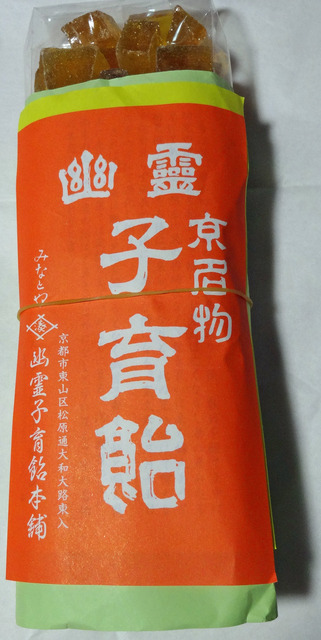 幽靈
京名物
子育飴
京都市東山区松原通大和大路東入
みなとや
幽霊子育飴本舗